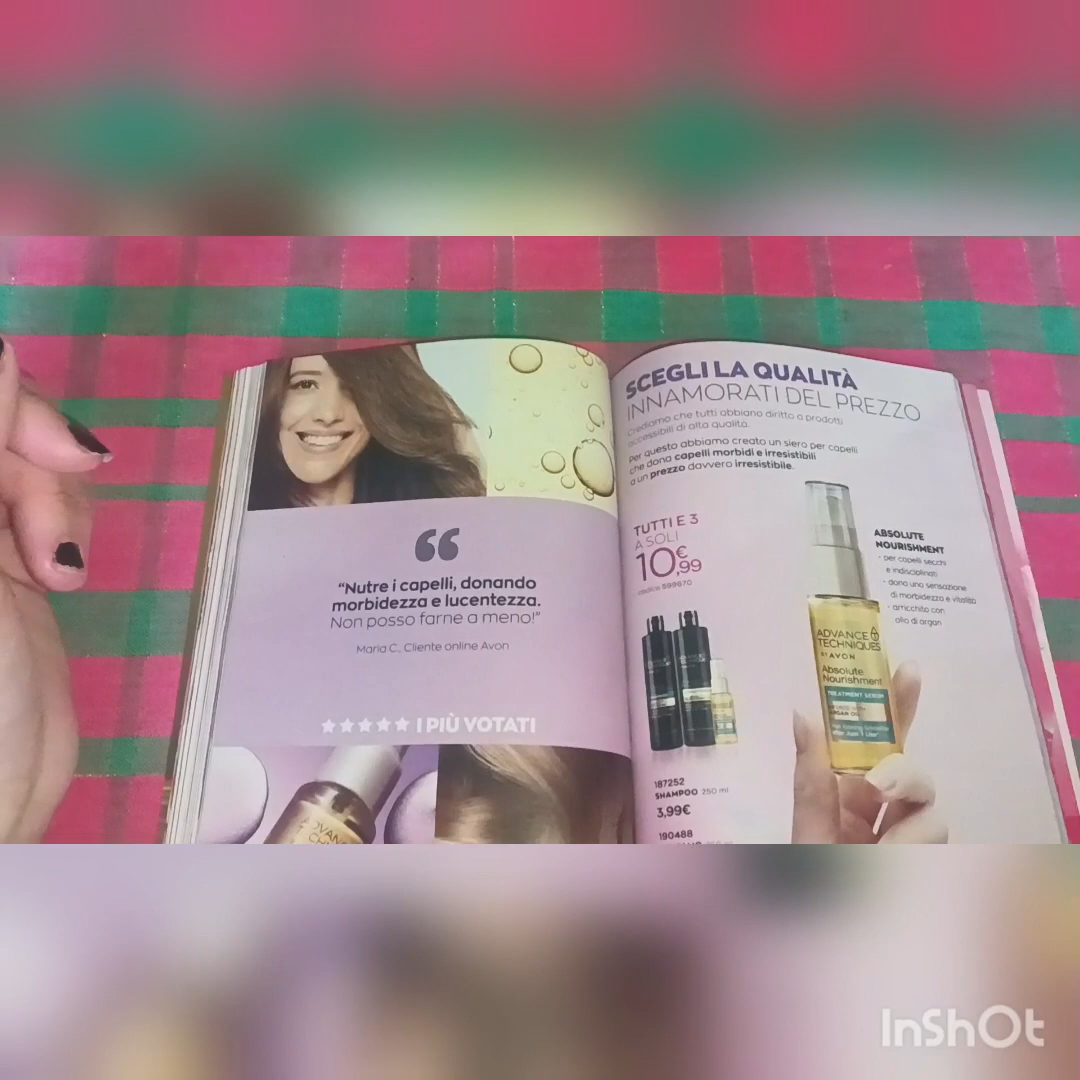 “Nutre i capelli, donando
morbidezza e lucentezza.
Non posso farne a meno!”
Maria C., Cliente online Avon
I PIÙ VOTATI
ADVAN
SCEGLI LA QUALITÀ
INNAMORATI DEL PREZZO
Crediamo che tutti abbiano diritto a prodotti
accessibili di alta qualità.
Per questo abbiamo creato un siero per capelli
che dona capelli morbidi e irresistibili
a un prezzo davvero irresistibile.
TUTTI E 3
A SOLI
10,99€
codice 599670
187252
SHAMPOO 250 ml
3,99€
190488
ABSOLUTE
NOURISHMENT
- per capelli secchi
e indisciplinati
- dona una sensazione
di morbidezza e vitalità
- arricchito con
olio di argan
ADVANCE
TECHNIQUES
BY AVON
Absolute
Nourishment
TREATMENT SERUM
ARGAN OIL
InShOt